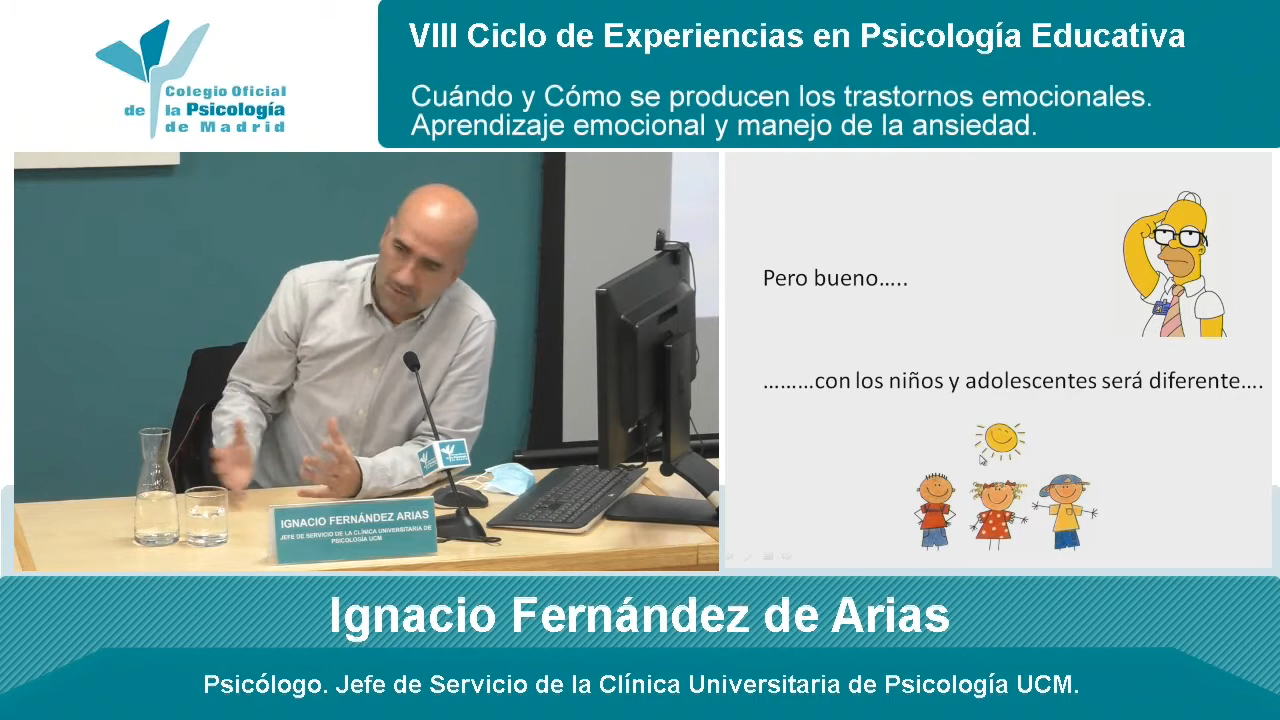 Colegio Oficial
de la Psicología
de Madrid
VIII Ciclo de Experiencias en Psicología Educativa
Cuándo y Cómo se producen los trastornos emocionales.
Aprendizaje emocional y manejo de la ansiedad.
Pero bueno…..
………con los niños y adolescentes será diferente….
IGNACIO FERNÁNDEZ ARIAS
JEFE DE SERVICIO DE LA CLÍNICA UNIVERSITARIA DE
PSICOLOGÍA UCM
Ignacio Fernández de Arias
Psicólogo. Jefe de Servicio de la Clínica Universitaria de Psicología UCM.